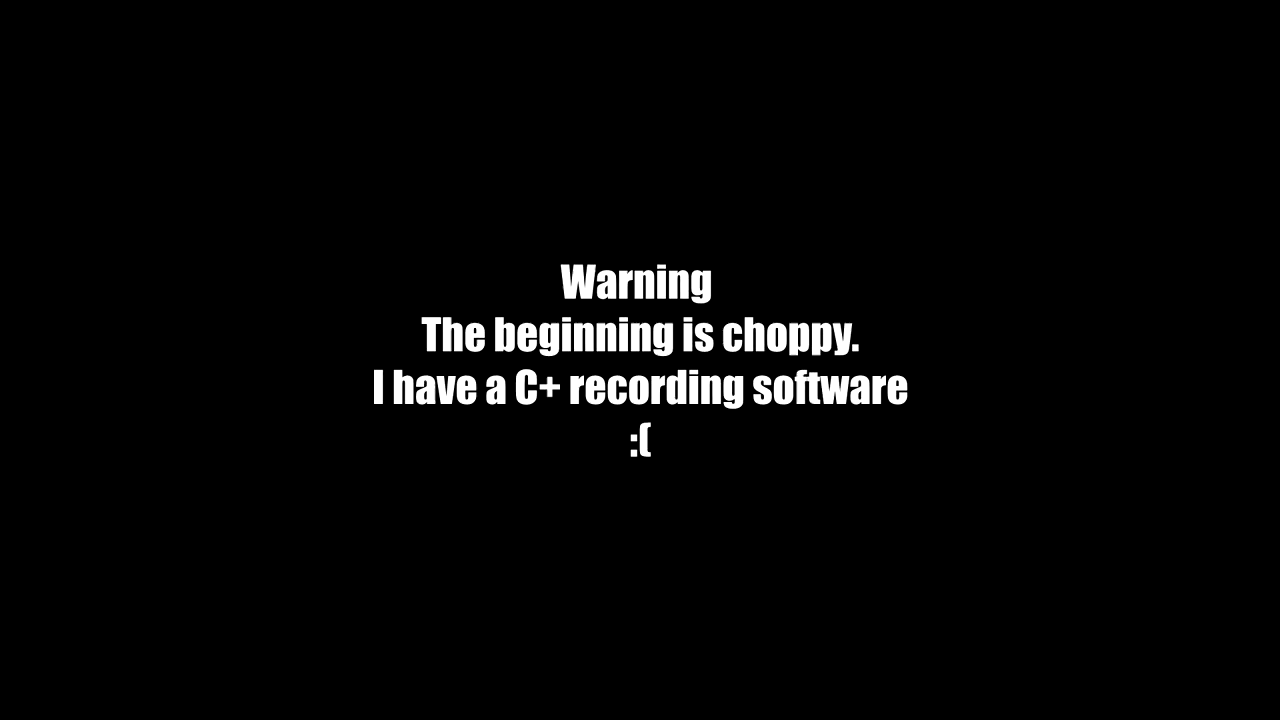 Warning
The beginning is choppy.
I have a C+ recording software
:(